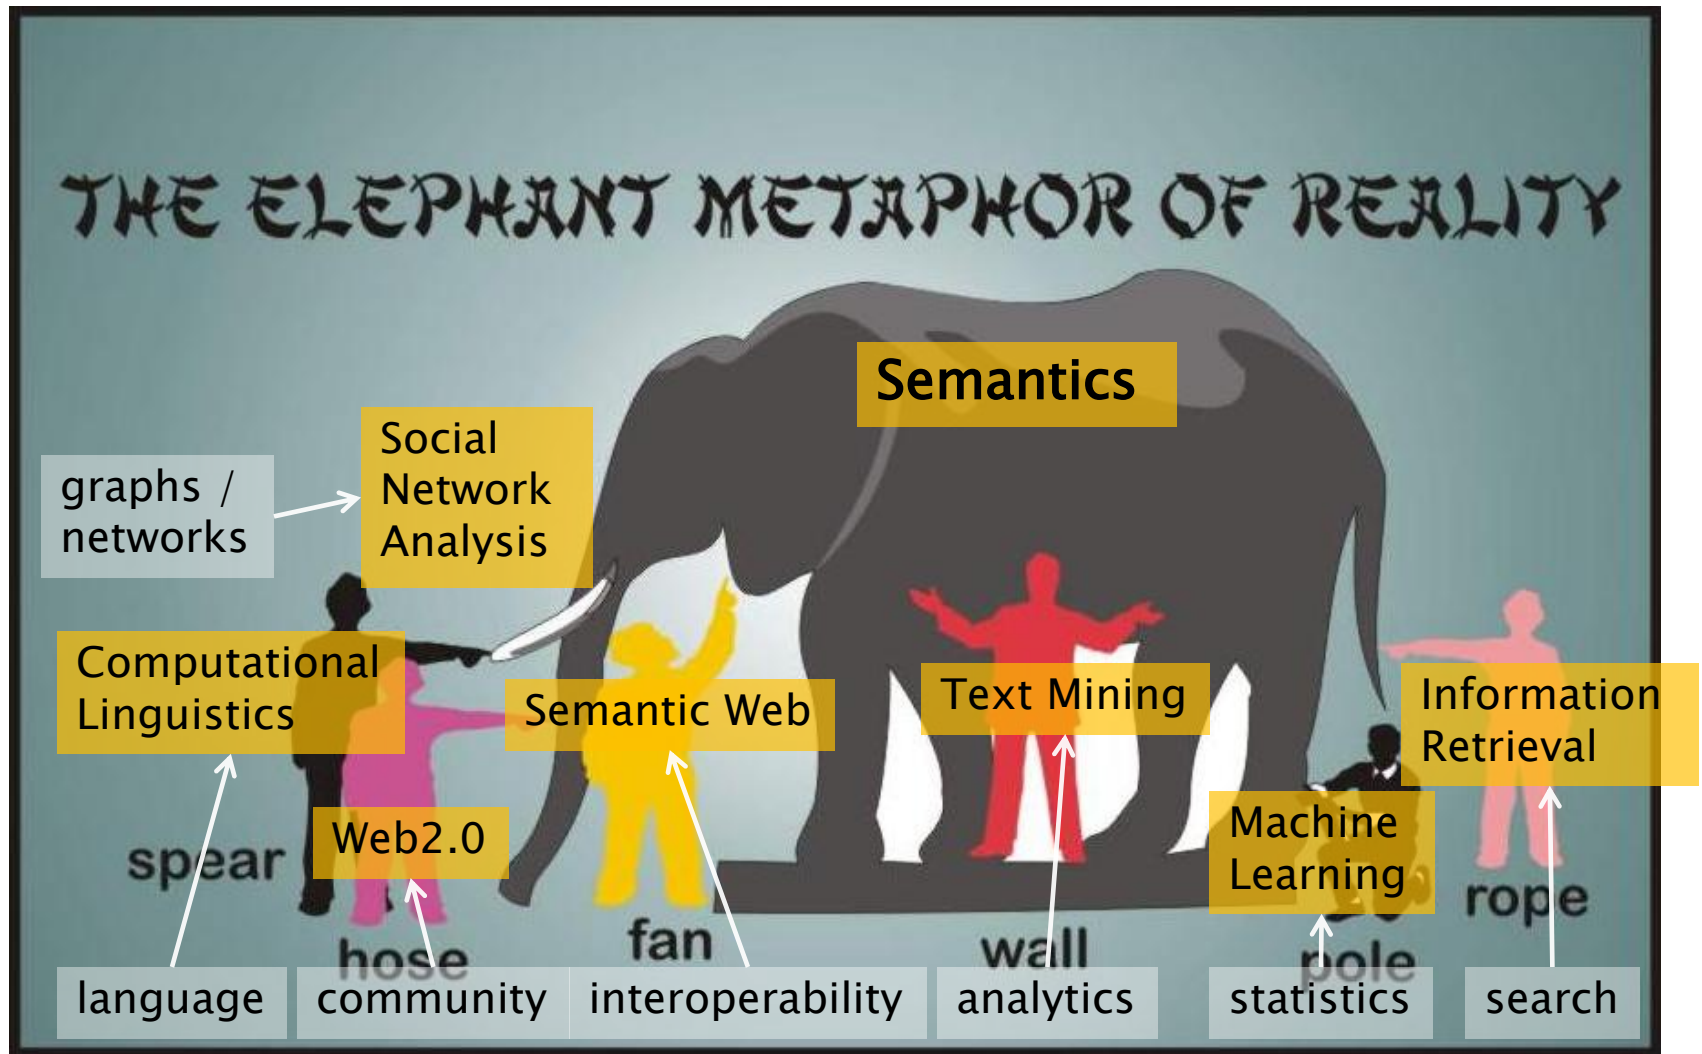 THE ELEPHANT METAPHOR OF REALITY
Semantics
Social
Network
Analysis
graphs /
networks
Computational
Linguistics
Semantic Web
Text Mining
Information
Retrieval
Web2.0
Machine
Learning
spear
hose
fan
wall
pole
rope
language
community
interoperability
analytics
statistics
search